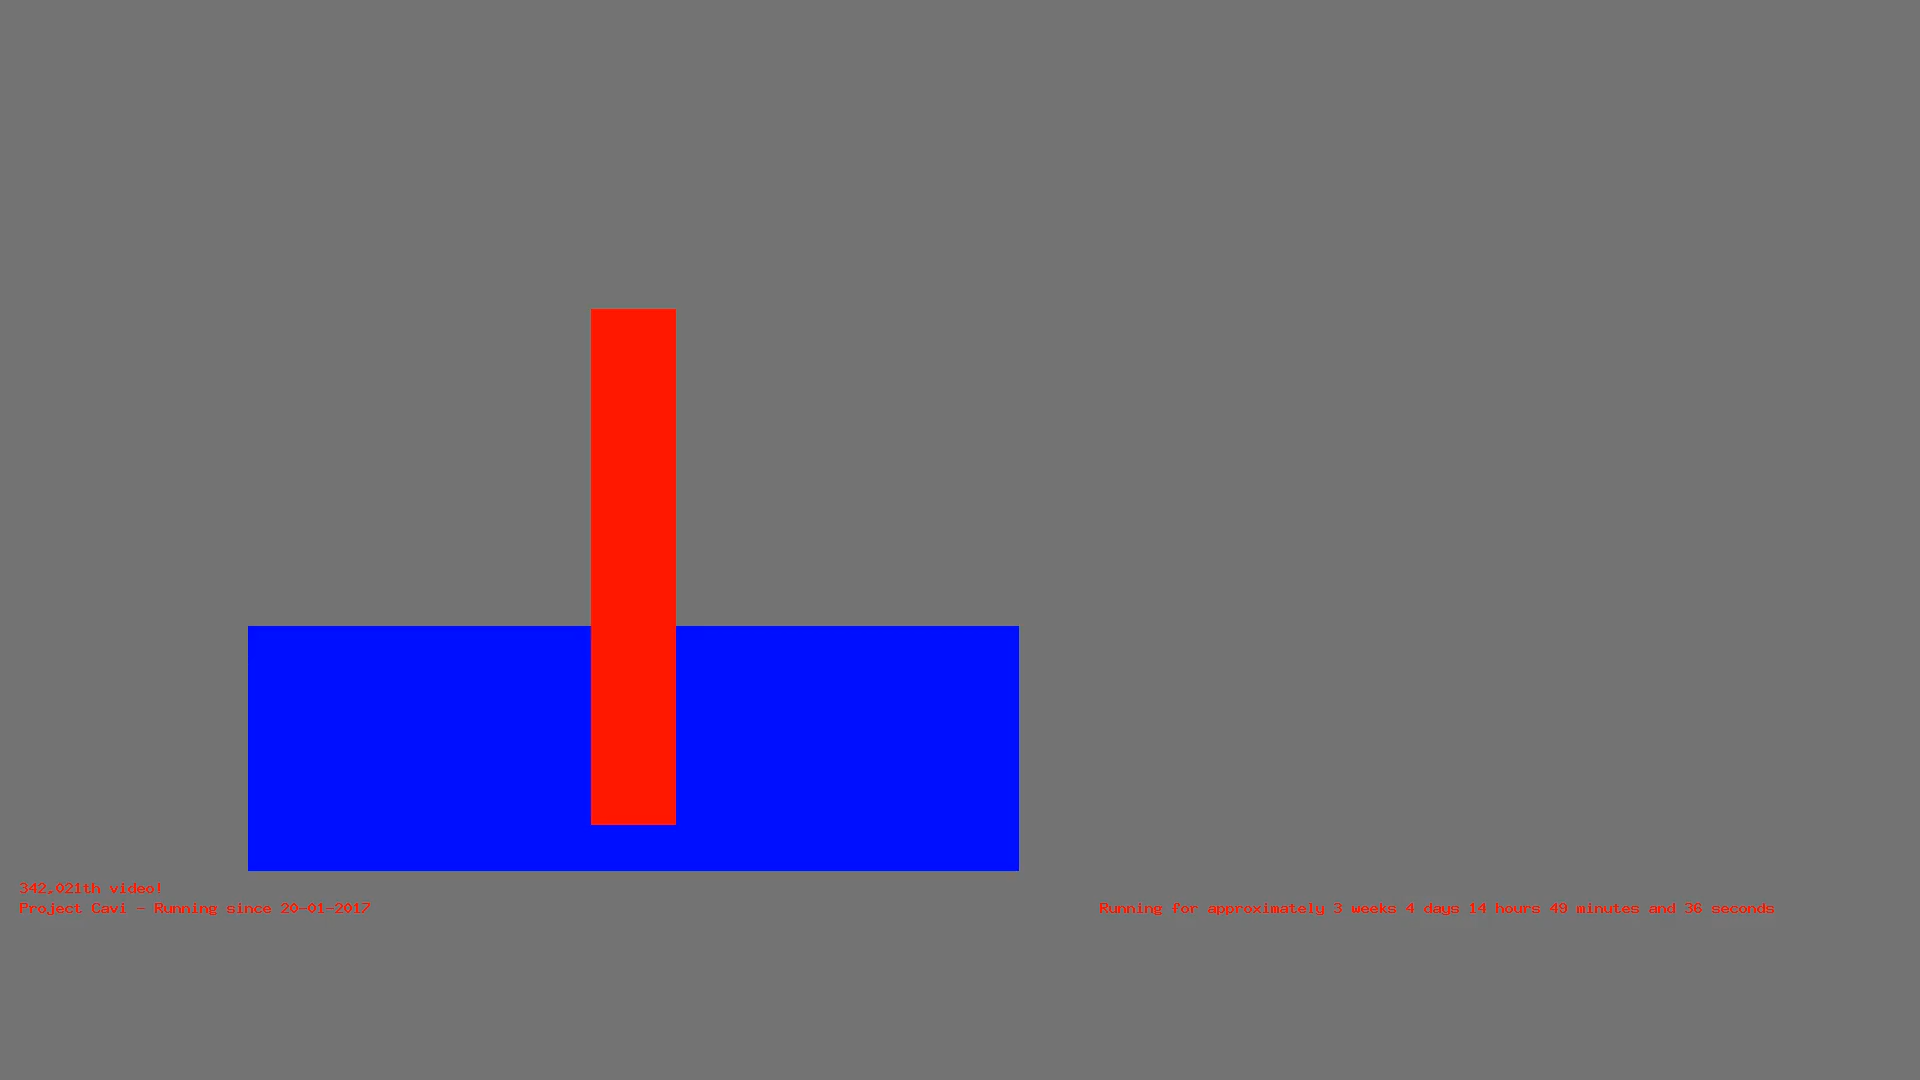 342,021th video!
Project Cavi - Running since 20-01-2017
Running for approximately 3 weeks 4 days 14 hours 49 minutes and 36 seconds